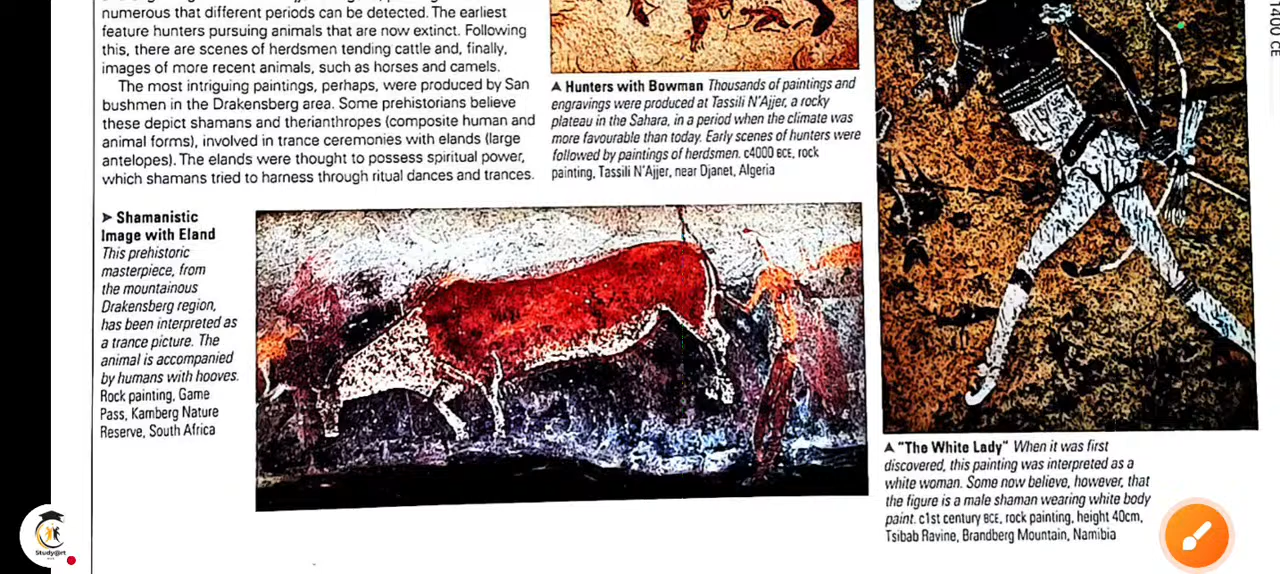 numerous that different periods can be detected. The earliest
feature hunters pursuing animals that are now extinct. Following
this, there are scenes of herdsmen tending cattle and, finally,
images of more recent animals, such as horses and camels.
The most intriguing paintings, perhaps, were produced by San
bushmen in the Drakensberg area. Some prehistorians believe
these depict shamans and therianthropes (composite human and
animal forms), involved in trance ceremonies with elands (large
antelopes). The elands were thought to possess spiritual power,
which shamans tried to harness through ritual dances and trances.
➤ Shamanistic
Image with Eland
This prehistoric
masterpiece, from
the mountainous
Drakensberg region,
has been interpreted as
a trance picture. The
animal is accompanied
by humans with hooves.
Rock painting, Game
Pass, Kamberg Nature
Reserve, South Africa
⮝ Hunters with Bowman Thousands of paintings and
engravings were produced at Tassili N'Ajjer, a rocky
plateau in the Sahara, in a period when the climate was
more favourable than today. Early scenes of hunters were
followed by paintings of herdsmen. c4000 BCE, rock
painting, Tassili N'Ajjer, near Djanet, Algeria
⮝ "The White Lady" When it was first
discovered, this painting was interpreted as a
white woman. Some now believe, however, that
the figure is a male shaman wearing white body
paint. c1st century BCE, rock painting, height 40cm,
Tsibab Ravine, Brandberg Mountain, Namibia
1400 CE
Study@rt